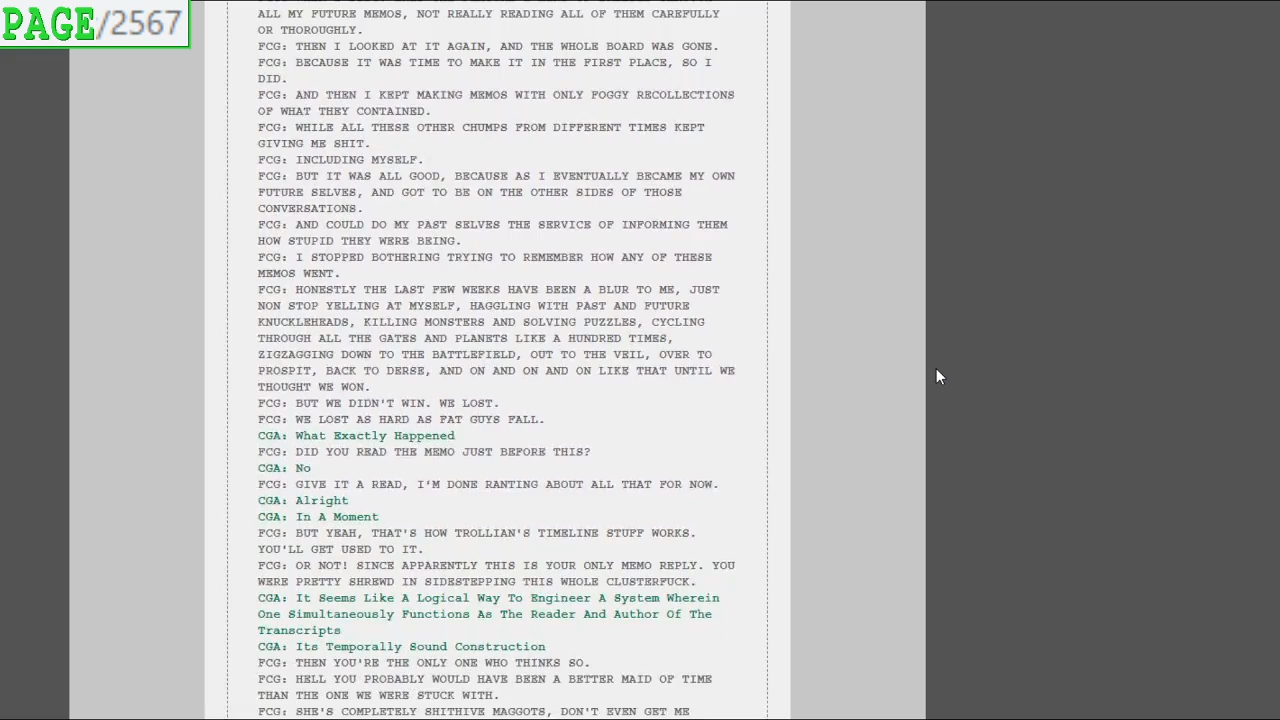 PAGE/2567
ALL MY FUTURE MEMOS, NOT REALLY READING ALL OF THEM CAREFULLY
OR THOROUGHLY.
FCG: THEN I LOOKED AT IT AGAIN, AND THE WHOLE BOARD WAS GONE.
FCG: BECAUSE IT WAS TIME TO MAKE IT IN THE FIRST PLACE, SO I
DID.
FCG: AND THEN I KEPT MAKING MEMOS WITH ONLY FOGGY RECOLLECTIONS
OF WHAT THEY CONTAINED.
FCG: WHILE ALL THESE OTHER CHUMPS FROM DIFFERENT TIMES KEPT
GIVING ME SHIT.
FCG: INCLUDING MYSELF.
FCG: BUT IT WAS ALL GOOD, BECAUSE AS I EVENTUALLY BECAME MY OWN
FUTURE SELVES, AND GOT TO BE ON THE OTHER SIDES OF THOSE
CONVERSATIONS.
FCG: AND COULD DO MY PAST SELVES THE SERVICE OF INFORMING THEM
HOW STUPID THEY WERE BEING.
FCG: I STOPPED BOTHERING TRYING TO REMEMBER HOW ANY OF THESE
MEMOS WENT.
FCG: HONESTLY THE LAST FEW WEEKS HAVE BEEN A BLUR TO ME, JUST
NON STOP YELLING AT MYSELF, HAGGLING WITH PAST AND FUTURE
KNUCKLEHEADS, KILLING MONSTERS AND SOLVING PUZZLES, CYCLING
THROUGH ALL THE GATES AND PLANETS LIKE A HUNDRED TIMES,
ZIGZAGGING DOWN TO THE BATTLEFIELD, OUT TO THE VEIL, OVER TO
PROSPIT, BACK TO DERSE, AND ON AND ON AND ON LIKE THAT UNTIL WE
THOUGHT WE WON.
FCG: BUT WE DIDN'T WIN. WE LOST.
FCG: WE LOST AS HARD AS FAT GUYS FALL.
CGA: What Exactly Happened
FCG: DID YOU READ THE MEMO JUST BEFORE THIS?
CGA: No
FCG: GIVE IT A READ, I'M DONE RANTING ABOUT ALL THAT FOR NOW.
CGA: Alright
CGA: In A Moment
FCG: BUT YEAH, THAT'S HOW TROLLIAN'S TIMELINE STUFF WORKS.
YOU'LL GET USED TO IT.
FCG: OR NOT! SINCE APPARENTLY THIS IS YOUR ONLY MEMO REPLY. YOU
WERE PRETTY SHREWD IN SIDESTEPPING THIS WHOLE CLUSTERFUCK.
CGA: It Seems Like A Logical Way To Engineer A System Wherein
One Simultaneously Functions As The Reader And Author Of The
Transcripts
CGA: Its Temporally Sound Construction
FCG: THEN YOU'RE THE ONLY ONE WHO THINKS SO.
FCG: HELL YOU PROBABLY WOULD HAVE BEEN A BETTER MAID OF TIME
THAN THE ONE WE WERE STUCK WITH.
FCG: SHE'S COMPLETELY SHITHIVE MAGGOTS, DON'T EVEN GET ME